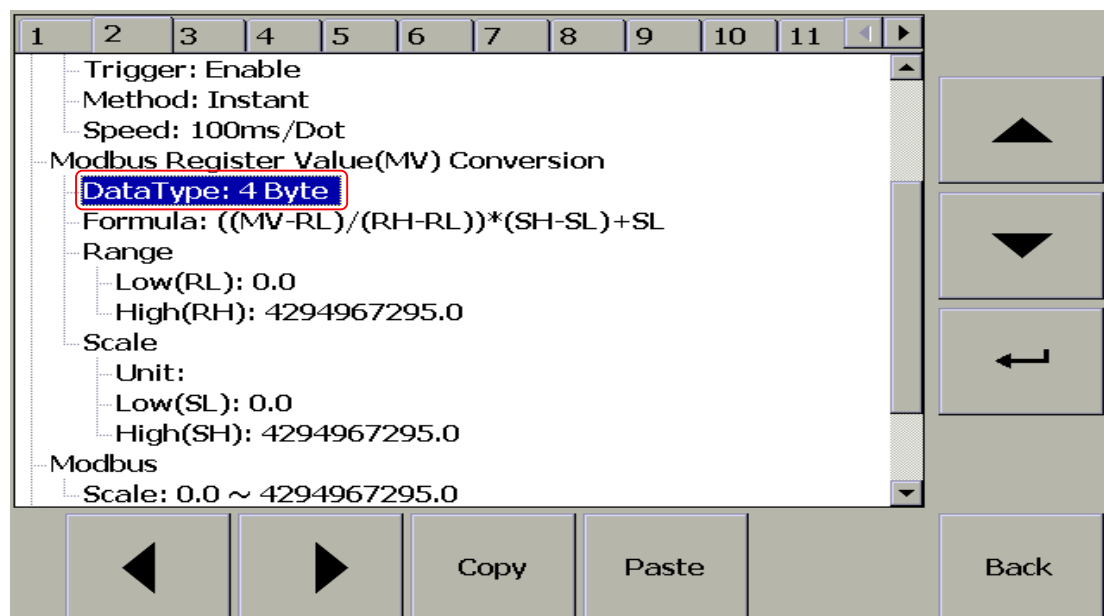 1 2 3 4 5 6 7 8 9 10 11
Trigger: Enable
Method: Instant
Speed: 100ms/Dot
Modbus Register Value(MV) Conversion
DataType: 4 Byte
Formula: ((MV-RL)/(RH-RL))*(SH-SL)+SL
Range
Low(RL): 0.0
High(RH): 4294967295.0
Scale
Unit:
Low(SL): 0.0
High(SH): 4294967295.0
Modbus
Scale: 0.0 ~ 4294967295.0
Copy Paste Back